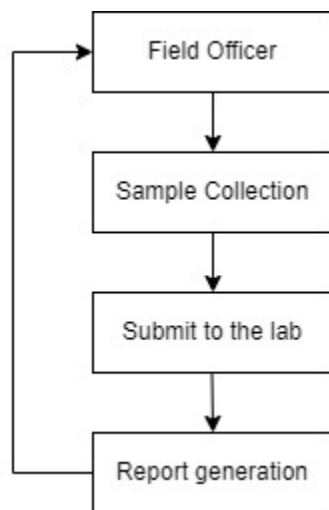 Field Officer
Sample Collection
Submit to the lab
Report generation